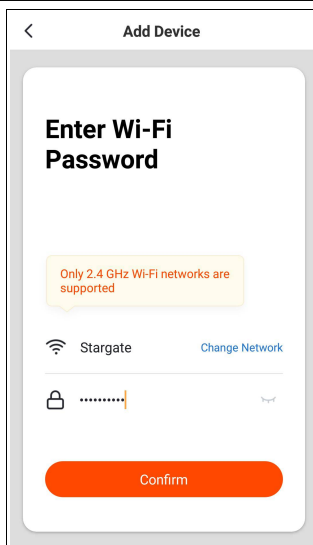 Add Device
Enter Wi-Fi
Password
Only 2.4 GHz Wi-Fi networks are
supported
Stargate Change Network
••••••••••
Confirm